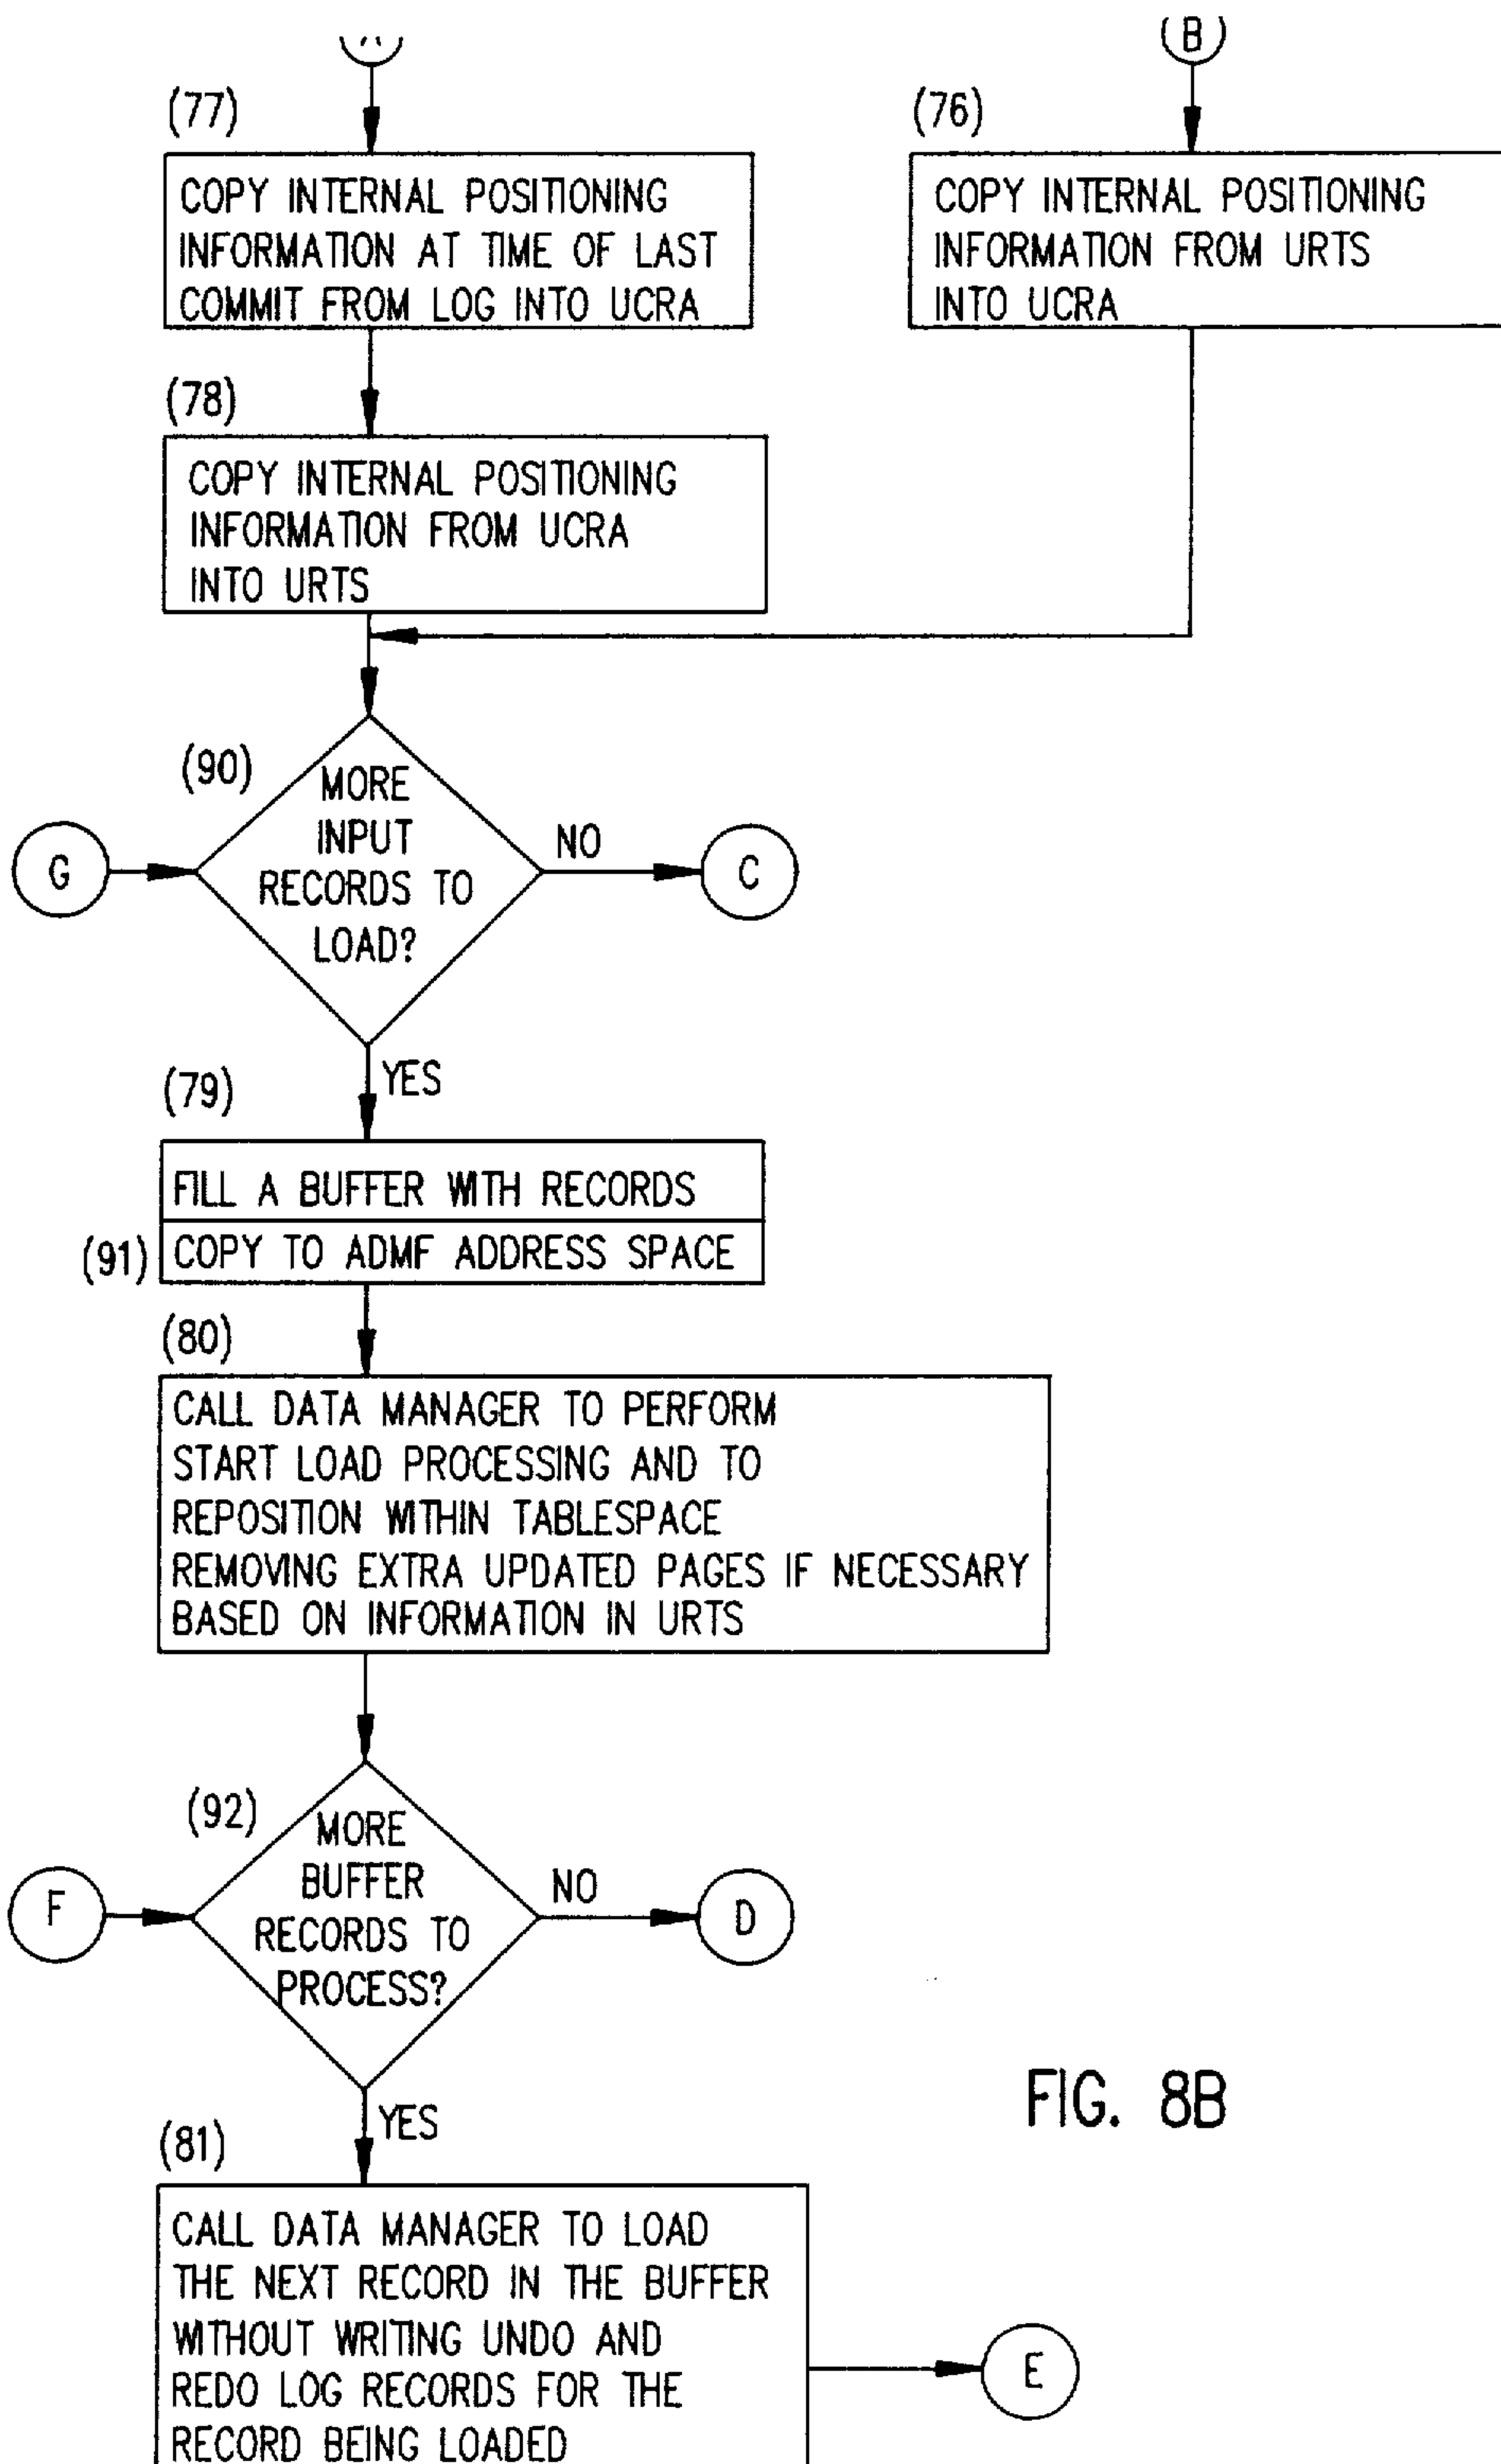 (B)
(77)
COPY INTERNAL POSITIONING
INFORMATION AT TIME OF LAST
COMMIT FROM LOG INTO UCRA
(76)
COPY INTERNAL POSITIONING
INFORMATION FROM URTS
INTO UCRA
(78)
COPY INTERNAL POSITIONING
INFORMATION FROM UCRA
INTO URTS
(90)
MORE
INPUT
RECORDS TO
LOAD?
G
NO
C
YES
(79)
FILL A BUFFER WITH RECORDS
(91)
COPY TO ADMF ADDRESS SPACE
(80)
CALL DATA MANAGER TO PERFORM
START LOAD PROCESSING AND TO
REPOSITION WITHIN TABLESPACE
REMOVING EXTRA UPDATED PAGES IF NECESSARY
BASED ON INFORMATION IN URTS
(92)
MORE
BUFFER
RECORDS TO
PROCESS?
F
NO
D
YES
FIG. 8B
(81)
CALL DATA MANAGER TO LOAD
THE NEXT RECORD IN THE BUFFER
WITHOUT WRITING UNDO AND
REDO LOG RECORDS FOR THE
RECORD BEING LOADED
E